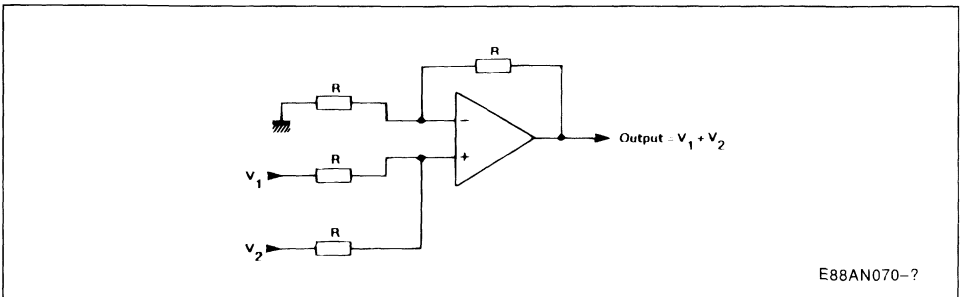 R
R
−
Output = V1 + V2
R
+
V1
R
V2
E88AN070-?